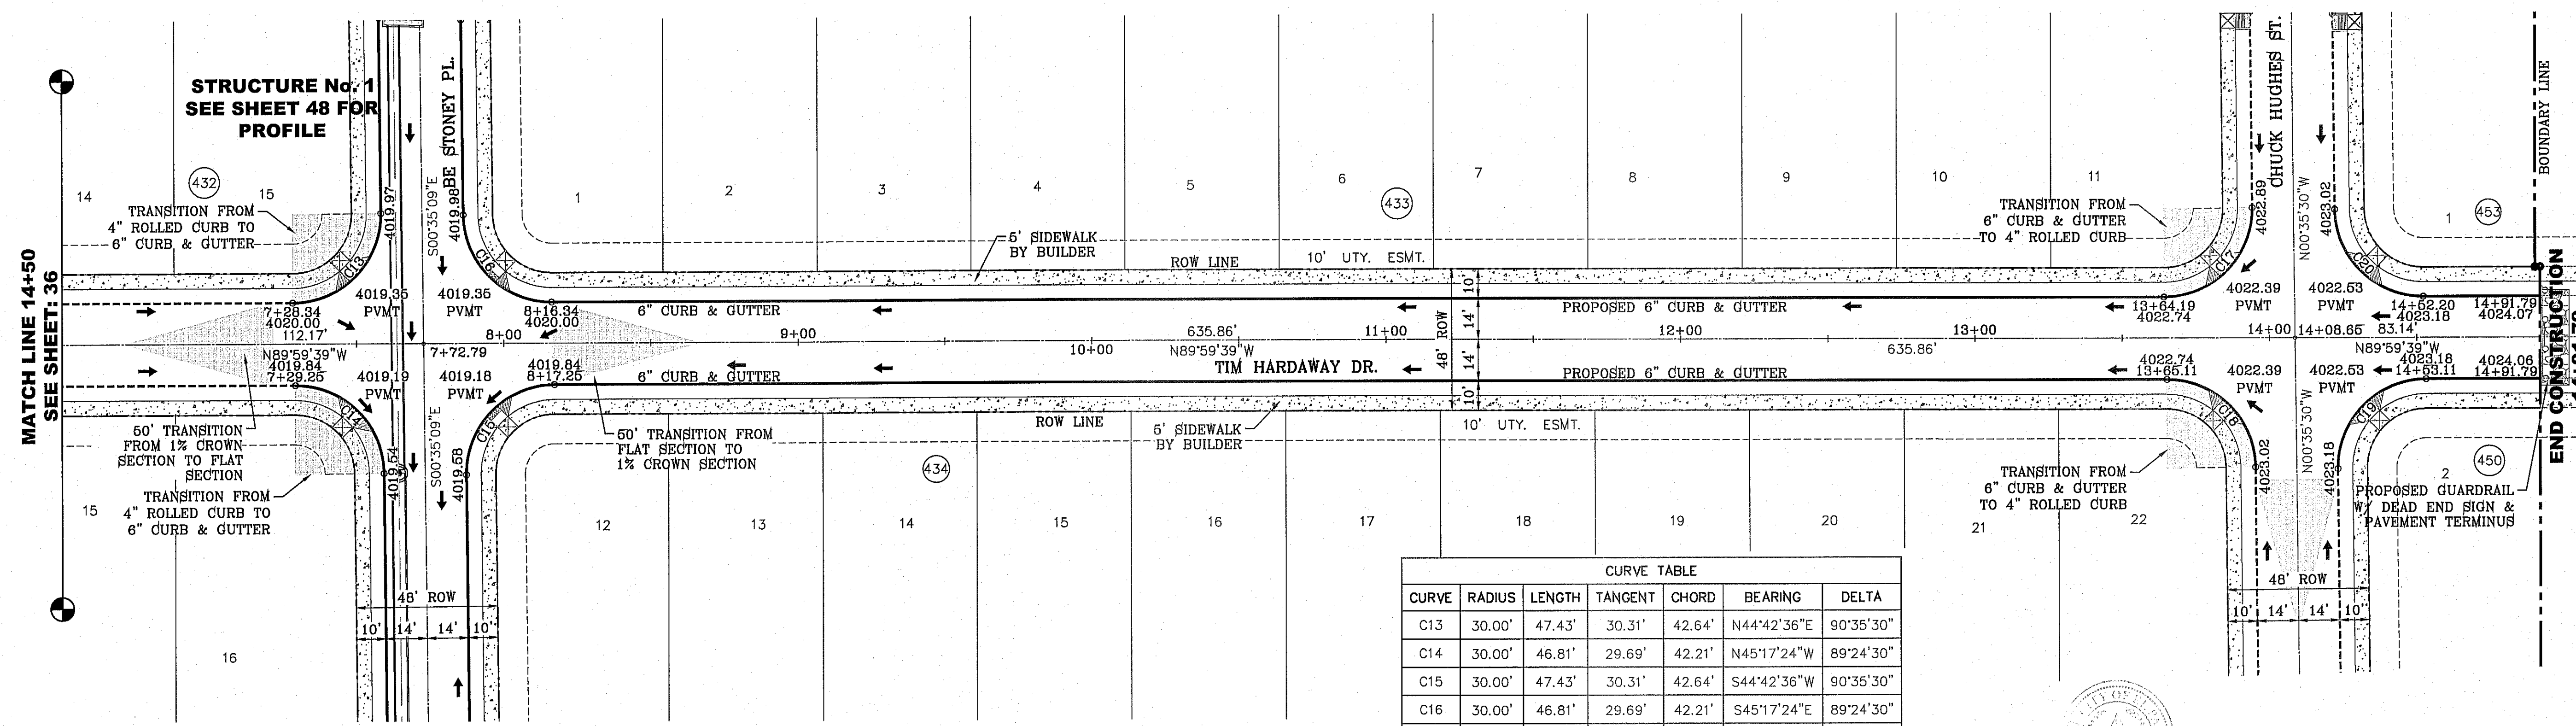 STRUCTURE No. 1
SEE SHEET 48 FOR
PROFILE
MATCH LINE 14+50
SEE SHEET: 36
14
432
15
TRANSITION FROM
4" ROLLED CURB TO
6" CURB & GUTTER
C13
4019.97
4019.98
S00°35'09"E
BE STONEY PL.
C16
1
2
3
4
5
6
433
7
8
9
10
11
5' SIDEWALK
BY BUILDER
ROW LINE
10' UTY. ESMT.
TRANSITION FROM
6" CURB & GUTTER
TO 4" ROLLED CURB
C17
4022.89
CHUCK HUGHES ST.
N00°35'30"W
4023.02
C20
1
453
BOUNDARY LINE
END CONSTRUCTION
7+28.34
4020.00
112.17'
N89°59'39"W
4019.84
7+29.25
4019.35
PVMT
4019.35
PVMT
8+16.34
4020.00
8+00
7+72.79
4019.19
PVMT
4019.18
PVMT
4019.84
8+17.25
6" CURB & GUTTER
6" CURB & GUTTER
9+00
10+00
635.86'
N89°59'39"W
11+00
TIM HARDAWAY DR.
48' ROW
10'
14'
14'
10'
PROPOSED 6" CURB & GUTTER
12+00
13+00
635.86'
PROPOSED 6" CURB & GUTTER
13+64.19
4022.74
4022.39
PVMT
4022.53
PVMT
14+52.20
4023.18
14+91.79
4024.07
14+00
14+08.65
83.14'
N89°59'39"W
4022.74
13+65.11
4022.39
PVMT
4022.53
PVMT
4023.18
14+53.11
4024.06
14+91.79
50' TRANSITION
FROM 1% CROWN
SECTION TO FLAT
SECTION
15
TRANSITION FROM
4" ROLLED CURB TO
6" CURB & GUTTER
16
C14
4019.54
S00°35'09"E
4019.58
C15
50' TRANSITION FROM
FLAT SECTION TO
1% CROWN SECTION
434
12
13
14
15
16
17
18
19
20
21
22
ROW LINE
5' SIDEWALK
BY BUILDER
10' UTY. ESMT.
TRANSITION FROM
6" CURB & GUTTER
TO 4" ROLLED CURB
C18
4023.02
N00°35'30"W
4023.18
C19
2
450
PROPOSED GUARDRAIL
W/ DEAD END SIGN &
PAVEMENT TERMINUS
48' ROW
10' 14' 14' 10'
48' ROW
10' 14' 14' 10'
CURVE TABLE
CURVE RADIUS LENGTH TANGENT CHORD BEARING DELTA
C13 30.00' 47.43' 30.31' 42.64' N44°42'36"E 90°35'30"
C14 30.00' 46.81' 29.69' 42.21' N45°17'24"W 89°24'30"
C15 30.00' 47.43' 30.31' 42.64' S44°42'36"W 90°35'30"
C16 30.00' 46.81' 29.69' 42.21' S45°17'24"E 89°24'30"